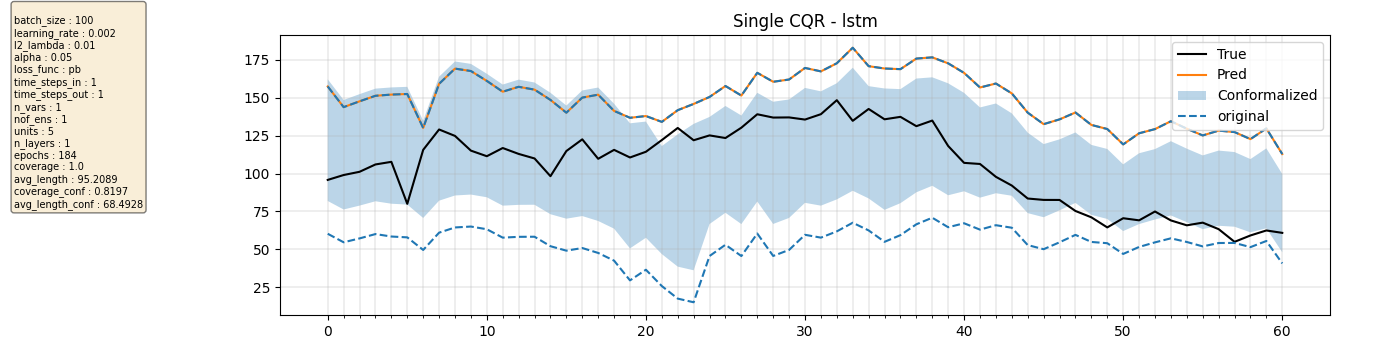 batch_size : 100
learning_rate : 0.002
l2_lambda : 0.01
alpha : 0.05
loss_func : pb
time_steps_in : 1
time_steps_out : 1
n_vars : 1
nof_ens : 1
units : 5
n_layers : 1
epochs : 184
coverage : 1.0
avg_length : 95.2089
coverage_conf : 0.8197
avg_length_conf : 68.4928
Single CQR - lstm
175
150
125
100
75
50
25
0 10 20 30 40 50 60
True
Pred
Conformalized
original